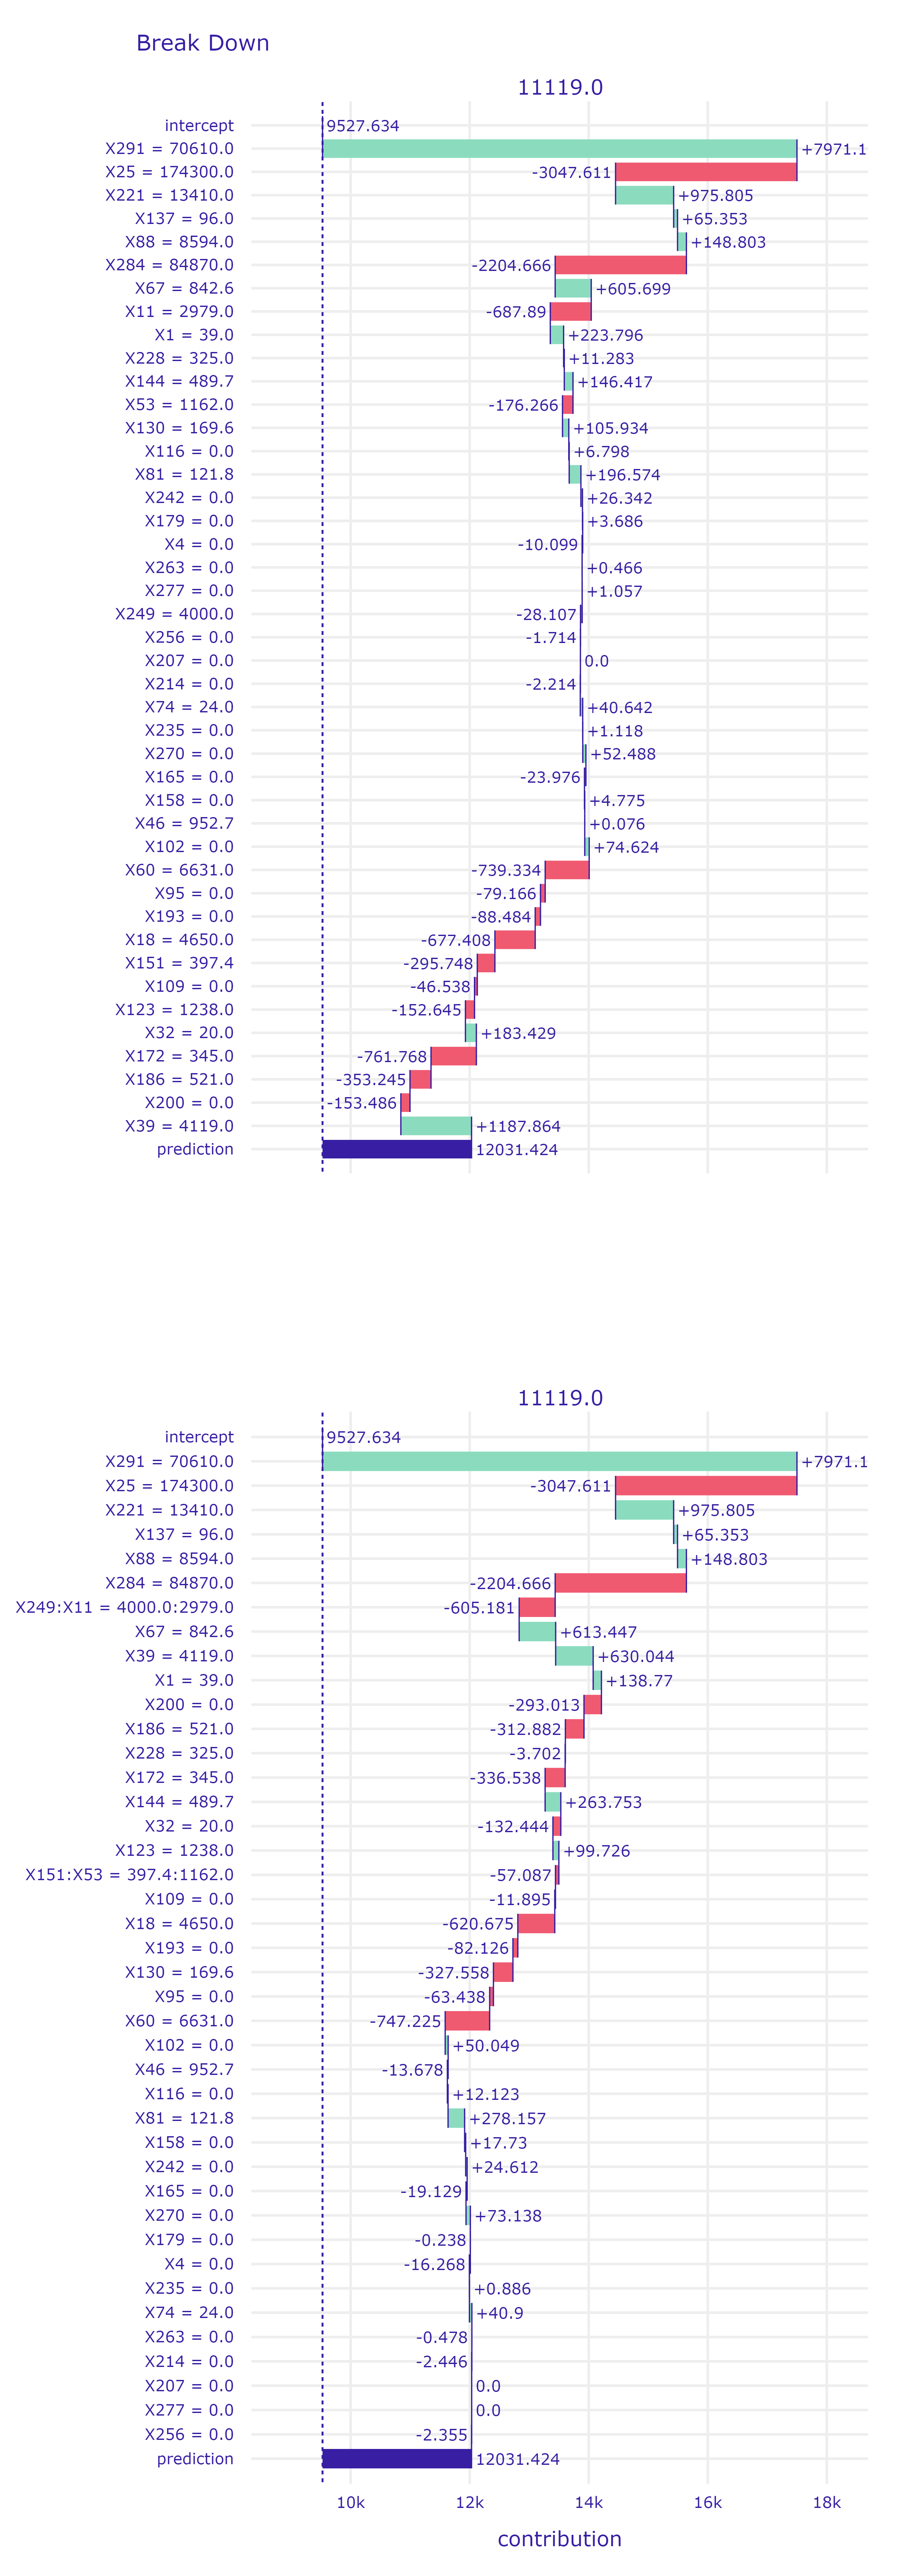 Break Down
11119.0
intercept 9527.634
X291 = 70610.0 +7971.1
X25 = 174300.0 -3047.611
X221 = 13410.0 +975.805
X137 = 96.0 +65.353
X88 = 8594.0 +148.803
X284 = 84870.0 -2204.666
X67 = 842.6 +605.699
X11 = 2979.0 -687.89
X1 = 39.0 +223.796
X228 = 325.0 +11.283
X144 = 489.7 +146.417
X53 = 1162.0 -176.266
X130 = 169.6 +105.934
X116 = 0.0 +6.798
X81 = 121.8 +196.574
X242 = 0.0 +26.342
X179 = 0.0 +3.686
X4 = 0.0 -10.099
X263 = 0.0 +0.466
X277 = 0.0 +1.057
X249 = 4000.0 -28.107
X256 = 0.0 -1.714
X207 = 0.0 0.0
X214 = 0.0 -2.214
X74 = 24.0 +40.642
X235 = 0.0 +1.118
X270 = 0.0 +52.488
X165 = 0.0 -23.976
X158 = 0.0 +4.775
X46 = 952.7 +0.076
X102 = 0.0 +74.624
X60 = 6631.0 -739.334
X95 = 0.0 -79.166
X193 = 0.0 -88.484
X18 = 4650.0 -677.408
X151 = 397.4 -295.748
X109 = 0.0 -46.538
X123 = 1238.0 -152.645
X32 = 20.0 +183.429
X172 = 345.0 -761.768
X186 = 521.0 -353.245
X200 = 0.0 -153.486
X39 = 4119.0 +1187.864
prediction 12031.424
11119.0
intercept 9527.634
X291 = 70610.0 +7971.1
X25 = 174300.0 -3047.611
X221 = 13410.0 +975.805
X137 = 96.0 +65.353
X88 = 8594.0 +148.803
X284 = 84870.0 -2204.666
X249:X11 = 4000.0:2979.0 -605.181
X67 = 842.6 +613.447
X39 = 4119.0 +630.044
X1 = 39.0 +138.77
X200 = 0.0 -293.013
X186 = 521.0 -312.882
X228 = 325.0 -3.702
X172 = 345.0 -336.538
X144 = 489.7 +263.753
X32 = 20.0 -132.444
X123 = 1238.0 +99.726
X151:X53 = 397.4:1162.0 -57.087
X109 = 0.0 -11.895
X18 = 4650.0 -620.675
X193 = 0.0 -82.126
X130 = 169.6 -327.558
X95 = 0.0 -63.438
X60 = 6631.0 -747.225
X102 = 0.0 +50.049
X46 = 952.7 -13.678
X116 = 0.0 +12.123
X81 = 121.8 +278.157
X158 = 0.0 +17.73
X242 = 0.0 +24.612
X165 = 0.0 -19.129
X270 = 0.0 +73.138
X179 = 0.0 -0.238
X4 = 0.0 -16.268
X235 = 0.0 +0.886
X74 = 24.0 +40.9
X263 = 0.0 -0.478
X214 = 0.0 -2.446
X207 = 0.0 0.0
X277 = 0.0 0.0
X256 = 0.0 -2.355
prediction 12031.424
10k 12k 14k 16k 18k
contribution